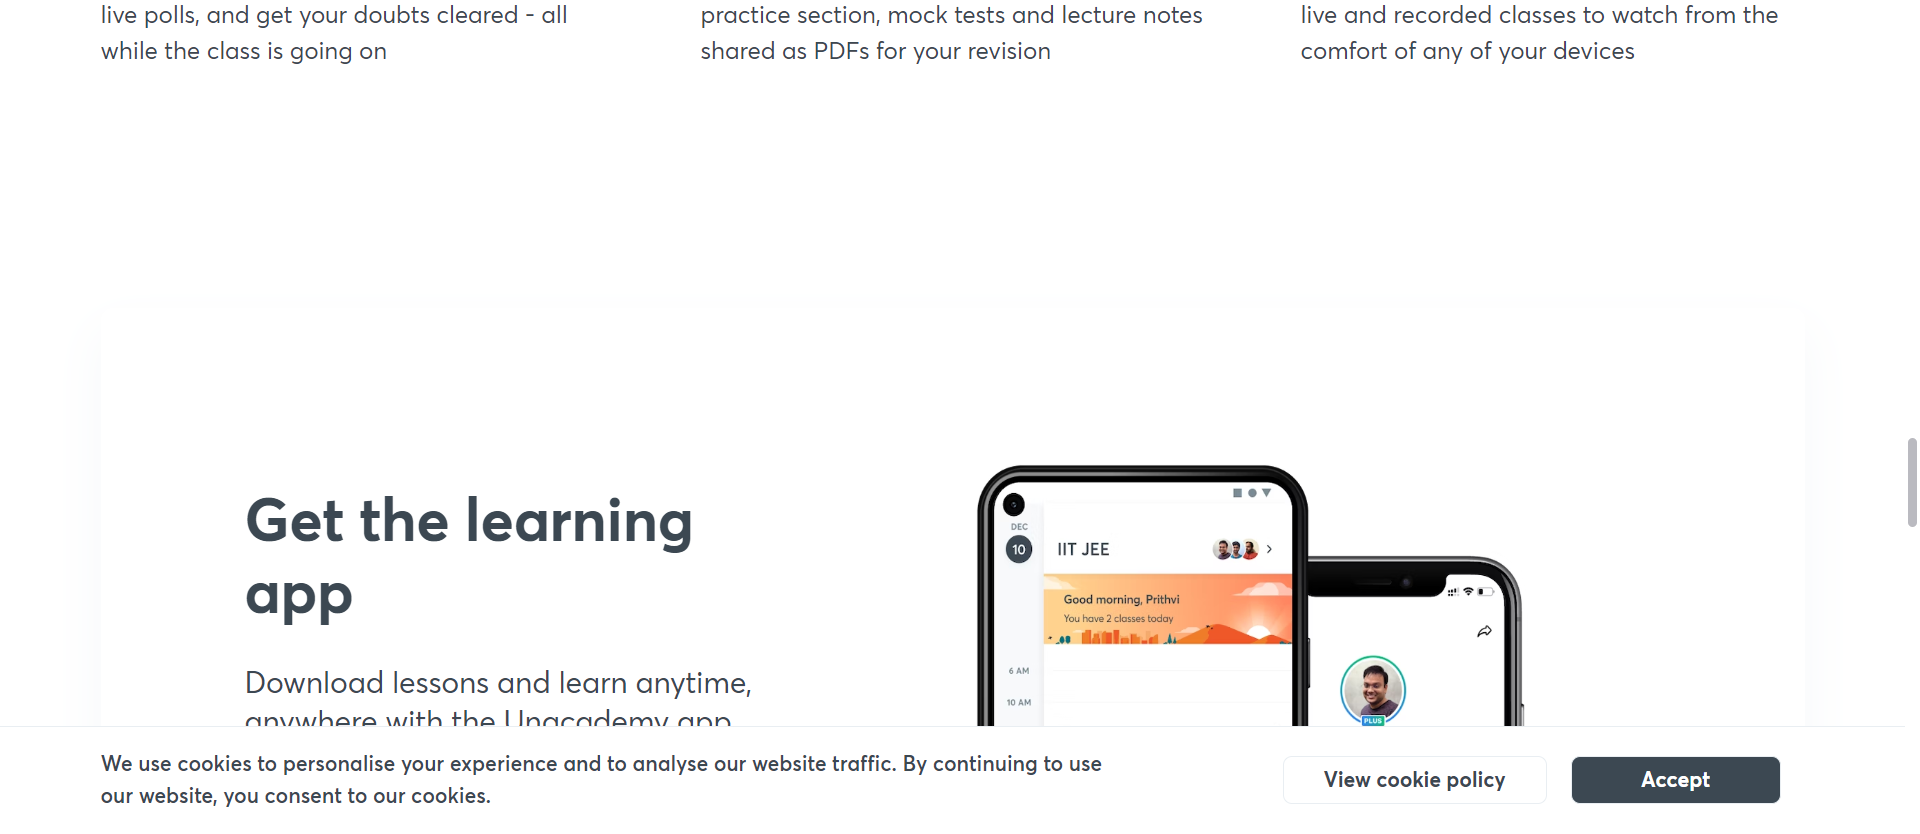 live polls, and get your doubts cleared - all
while the class is going on
practice section, mock tests and lecture notes
shared as PDFs for your revision
live and recorded classes to watch from the
comfort of any of your devices
Get the learning
app
Download lessons and learn anytime,
anywhere with the Unacademy app
DEC
10
IIT JEE
Good morning, Prithvi
You have 2 classes today
6 AM
10 AM
PLUS
We use cookies to personalise your experience and to analyse our website traffic. By continuing to use
our website, you consent to our cookies.
View cookie policy
Accept